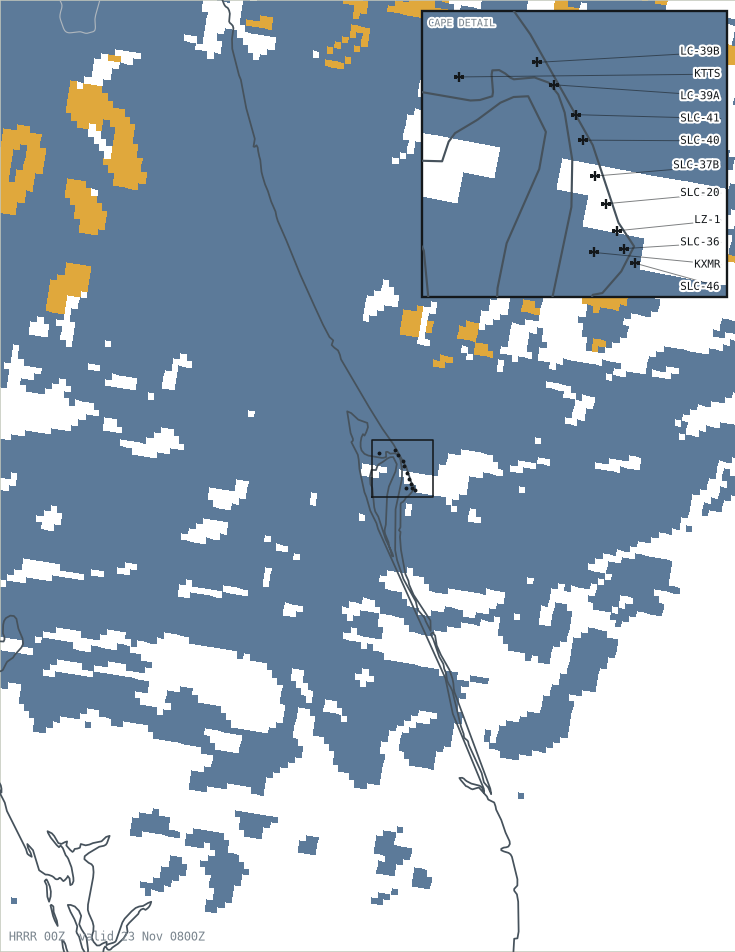 CAPE DETAIL
LC-39B
KTTS
LC-39A
SLC-41
SLC-40
SLC-37B
SLC-20
LZ-1
SLC-36
KXMR
SLC-46
HRRR 00Z valid 23 Nov 0800Z